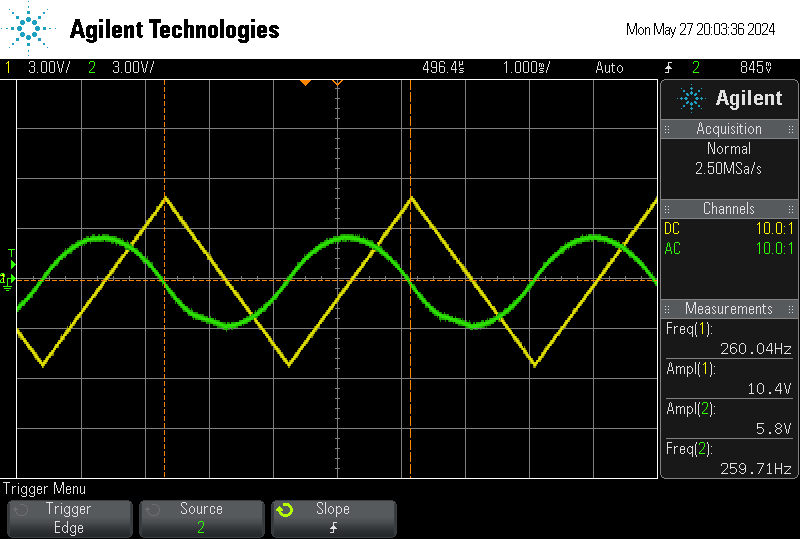 Agilent Technologies
Mon May 27 20:03:36 2024
1 3.00V/ 2 3.00V/ 496.4µs 1.000ms/ Auto 2 845mV
Agilent
Acquisition
Normal
2.50MSa/s
Channels
DC 10.0:1
AC 10.0:1
Measurements
Freq(1):
260.04Hz
Ampl(1):
10.4V
Ampl(2):
5.8V
Freq(2):
259.71Hz
T
2
Trigger Menu
Trigger
Edge
Source
2
Slope